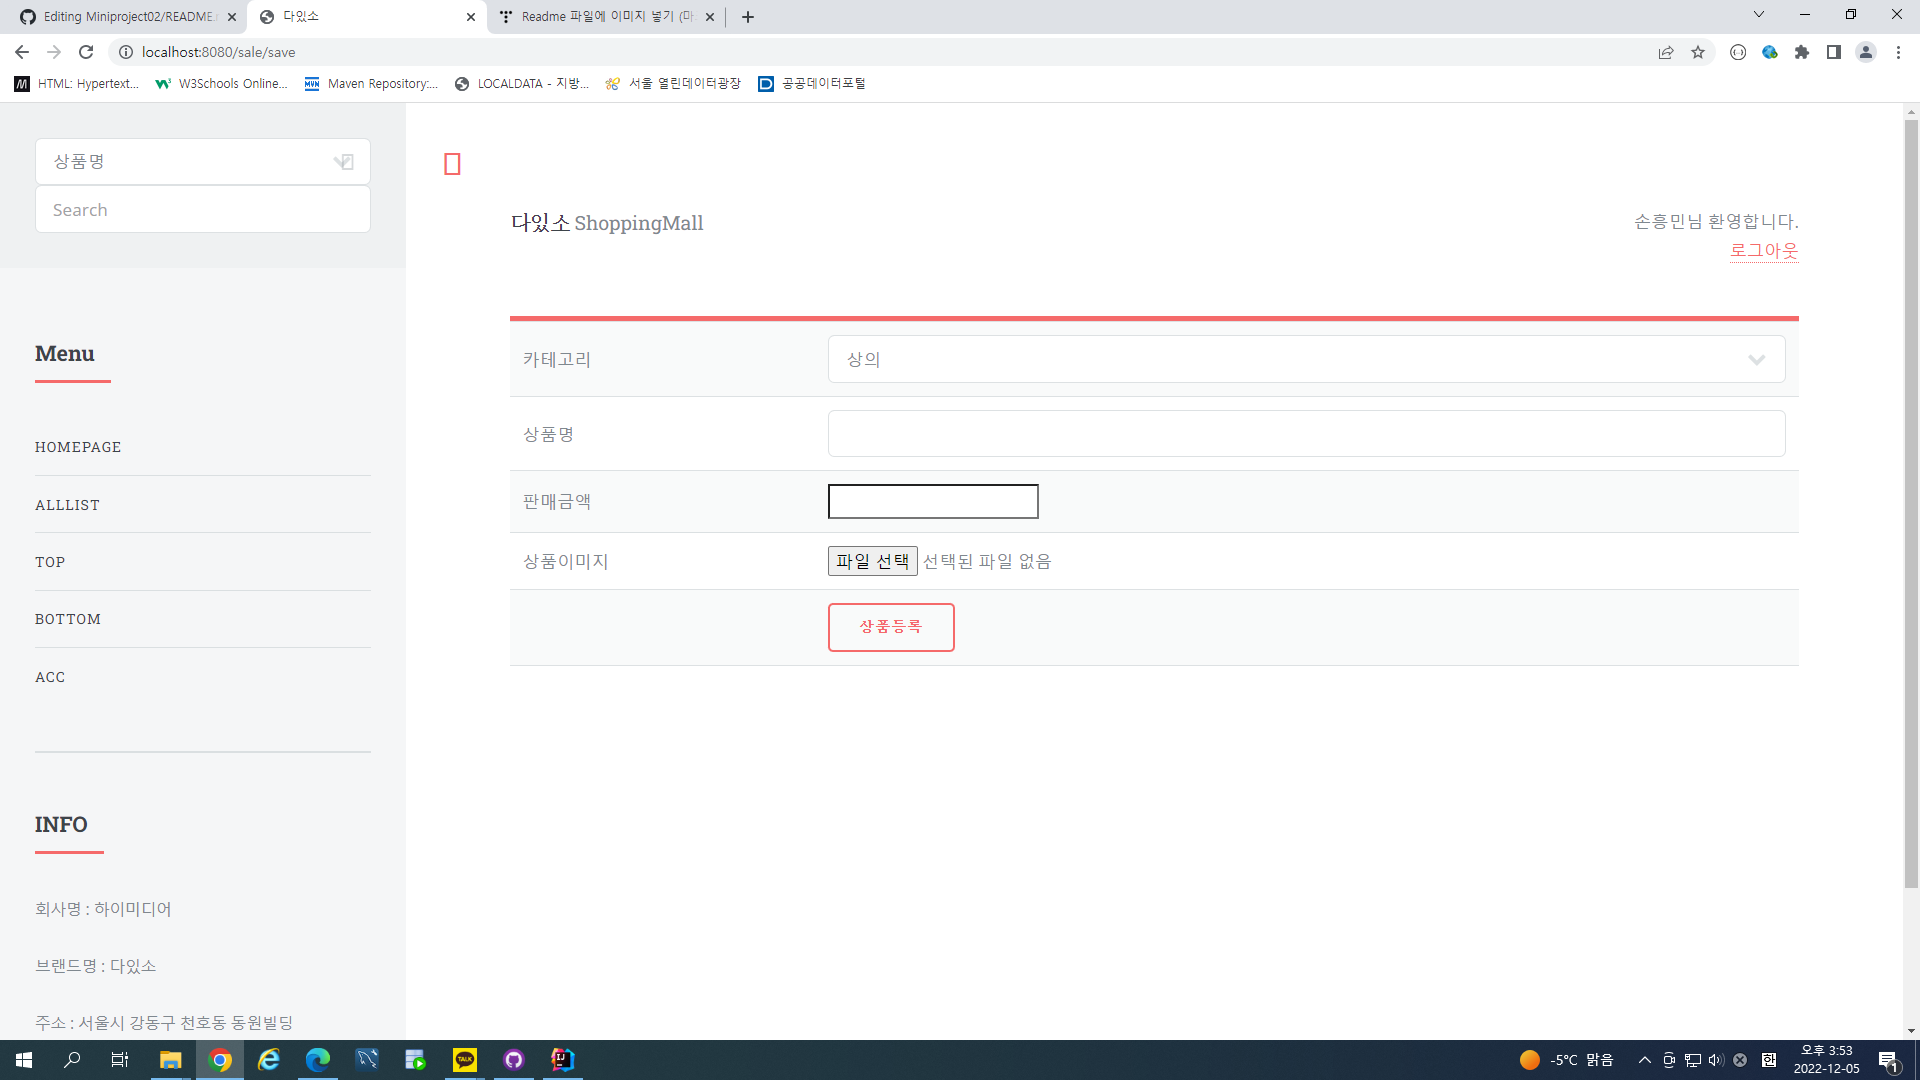 Editing Miniproject02/README.
다있소
Readme 파일에 이미지 넣기 (마
localhost:8080/sale/save
HTML: Hypertext...
W3Schools Online...
Maven Repository:...
LOCALDATA - 지방...
서울 열린데이터광장
공공데이터포털
상품명
Search
다있소 ShoppingMall
손흥민님 환영합니다.
로그아웃
카테고리
상의
상품명
판매금액
상품이미지
파일 선택 선택된 파일 없음
상품등록
Menu
HOMEPAGE
ALLLIST
TOP
BOTTOM
ACC
INFO
회사명 : 하이미디어
브랜드명 : 다있소
주소 : 서울시 강동구 천호동 동원빌딩
TALK
IJ
-5°C 맑음
한
오후 3:53
2022-12-05
1